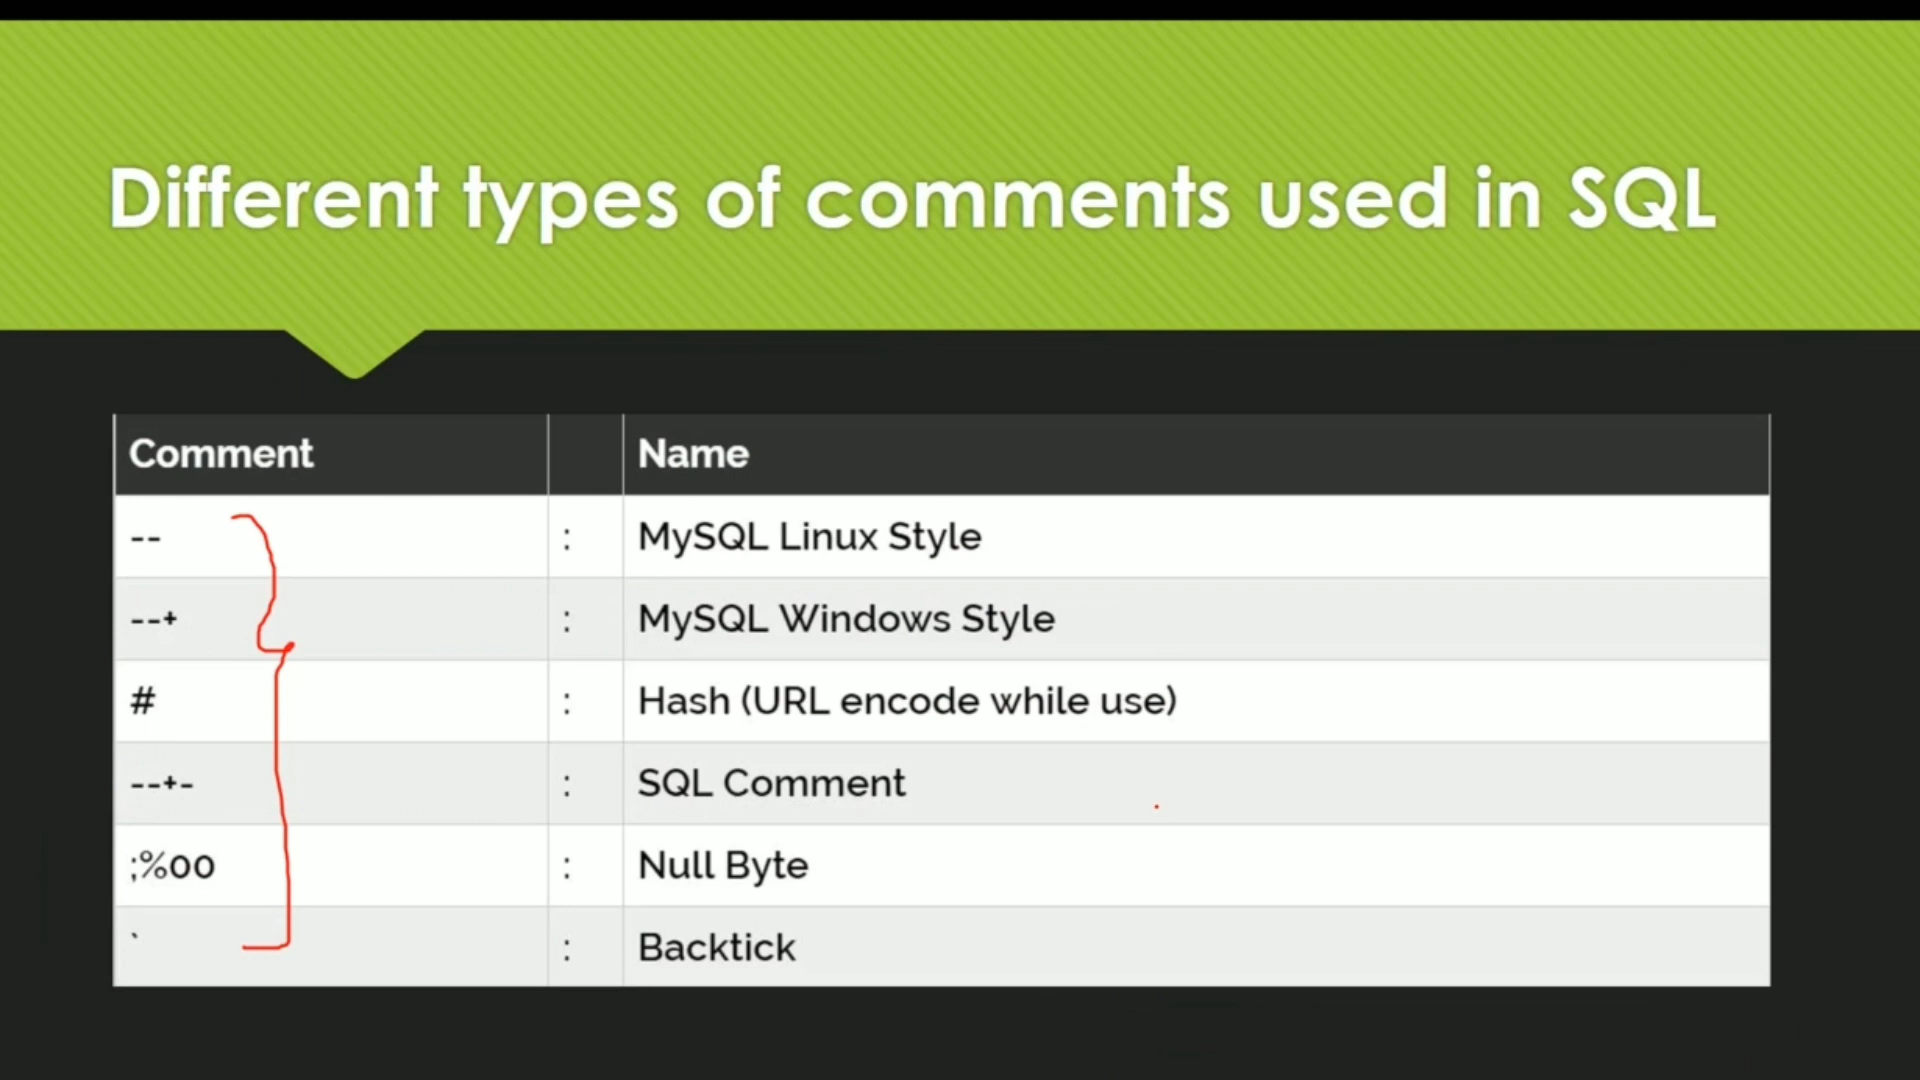 Different types of comments used in SQL
Comment Name
-- : MySQL Linux Style
--+ : MySQL Windows Style
# : Hash (URL encode while use)
--+- : SQL Comment
;%00 : Null Byte
` : Backtick